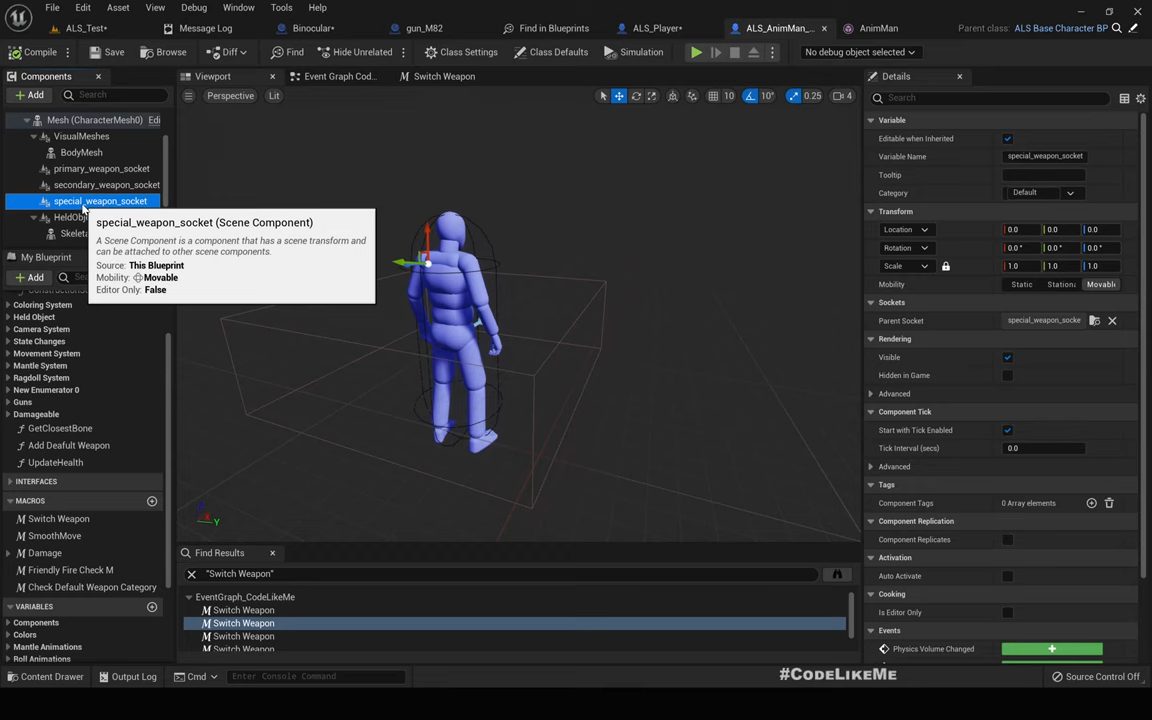 File Edit Asset View Debug Window Tools Help
ALS_Test* Message Log Binocular* gun_M82 Find in Blueprints ALS_Player* ALS_AnimMan_... AnimMan Parent class: ALS Base Character BP
Compile Save Browse Diff Find Hide Unrelated Class Settings Class Defaults Simulation No debug object selected
Components Viewport Event Graph Cod... Switch Weapon Details
Add Search Perspective Lit 10 10° 0.25 4 Search
Mesh (CharacterMesh0) Edi
VisualMeshes
BodyMesh
primary_weapon_socket
secondary_weapon_socket
special_weapon_socket
HeldObj
Skeleta
special_weapon_socket (Scene Component)
A Scene Component is a component that has a scene transform and
can be attached to other scene components.
Source: This Blueprint
Mobility: Movable
Editor Only: False
My Blueprint
Add
Coloring System
Held Object
Camera System
State Changes
Movement System
Mantle System
Ragdoll System
New Enumerator 0
Guns
Damageable
GetClosestBone
Add Deafult Weapon
UpdateHealth
INTERFACES
MACROS
Switch Weapon
SmoothMove
Damage
Friendly Fire Check M
Check Default Weapon Category
VARIABLES
Components
Colors
Mantle Animations
Roll Animations
Z
X
Y
Find Results
"Switch Weapon"
EventGraph_CodeLikeMe
Switch Weapon
Switch Weapon
Switch Weapon
Switch Weapon
Variable
Editable when Inherited
Variable Name special_weapon_socket
Tooltip
Category Default
Transform
Location 0.0 0.0 0.0
Rotation 0.0 ° 0.0 ° 0.0 °
Scale 1.0 1.0 1.0
Mobility Static Stationa Movable
Sockets
Parent Socket special_weapon_socke
Rendering
Visible
Hidden in Game
Advanced
Component Tick
Start with Tick Enabled
Tick Interval (secs) 0.0
Advanced
Tags
Component Tags 0 Array elements
Component Replication
Component Replicates
Activation
Auto Activate
Cooking
Is Editor Only
Events
Physics Volume Changed
#CodeLikeMe
Content Drawer Output Log Cmd Enter Console Command Source Control Off